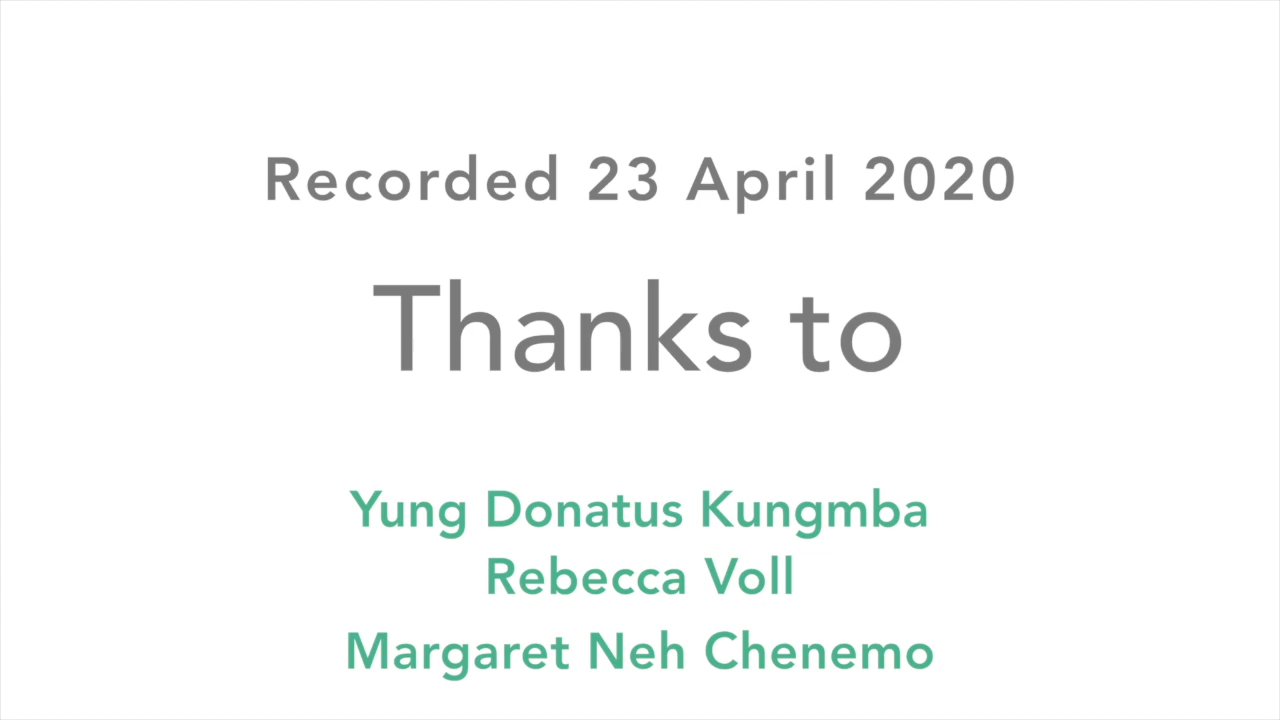 Recorded 23 April 2020
Thanks to
Yung Donatus Kungmba
Rebecca Voll
Margaret Neh Chenemo